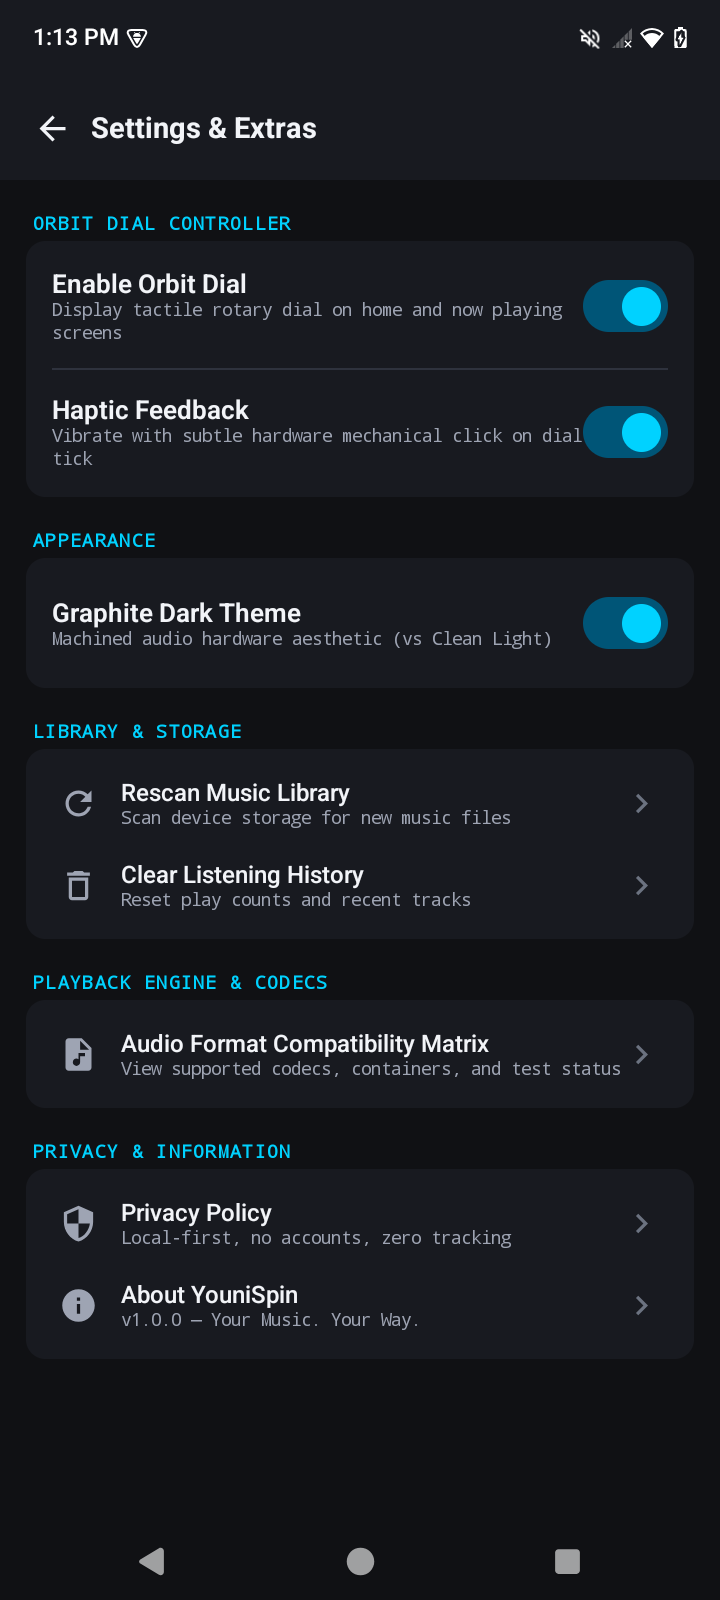 1:13 PM
Settings & Extras
ORBIT DIAL CONTROLLER
Enable Orbit Dial
Display tactile rotary dial on home and now playing
screens
Haptic Feedback
Vibrate with subtle hardware mechanical click on dial
tick
APPEARANCE
Graphite Dark Theme
Machined audio hardware aesthetic (vs Clean Light)
LIBRARY & STORAGE
Rescan Music Library
Scan device storage for new music files
Clear Listening History
Reset play counts and recent tracks
PLAYBACK ENGINE & CODECS
Audio Format Compatibility Matrix
View supported codecs, containers, and test status
PRIVACY & INFORMATION
Privacy Policy
Local-first, no accounts, zero tracking
About YouniSpin
v1.0.0 — Your Music. Your Way.